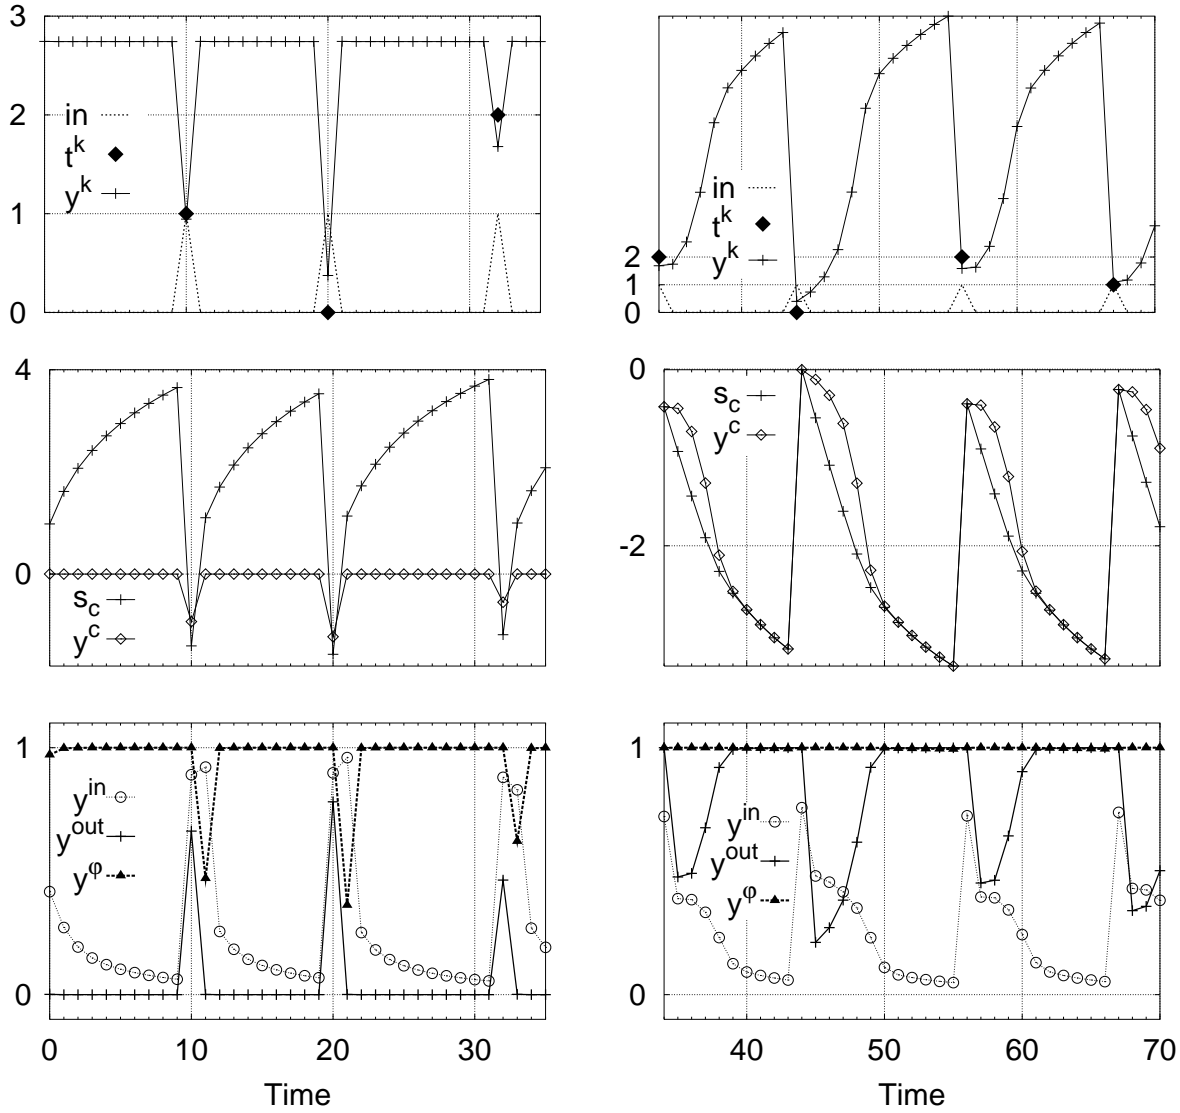 3
2
1
0
in
t^k
y^k
2
1
0
in
t^k
y^k
4
0
s_c
y^c
0
-2
s_c
y^c
1
0
y^in
y^out
y^φ
0 10 20 30
Time
1
0
y^in
y^out
y^φ
40 50 60 70
Time